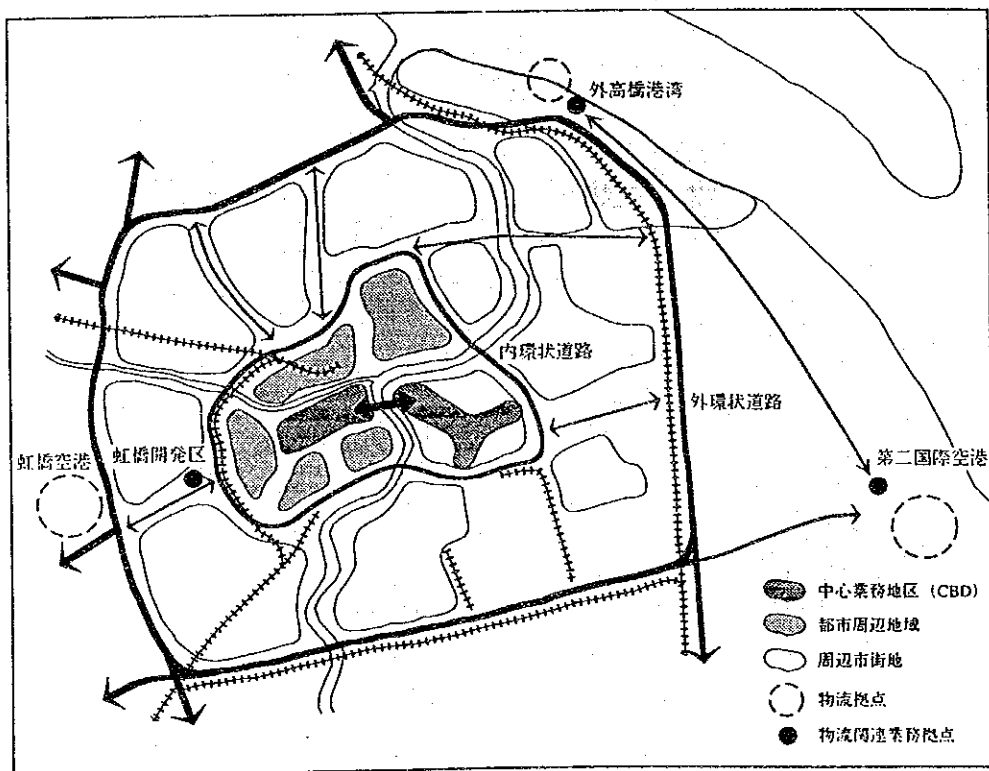 外高橋港湾
内環状道路
外環状道路
虹橋空港
虹橋開発区
第二国際空港
中心業務地区 (CBD)
都市周辺地域
周辺市街地
物流拠点
物流関連業務拠点